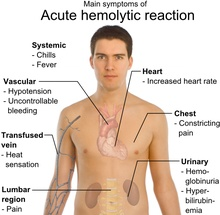 Main symptoms of
Acute hemolytic reaction
Systemic
- Chills
- Fever
Vascular
- Hypotension
- Uncontrollable
bleeding
Heart
- Increased heart rate
Chest
- Constricting
pain
Transfused
vein
- Heat
sensation
Urinary
- Hemo-
globinuria
- Hyper-
bilirubin-
emia
Lumbar
region
- Pain